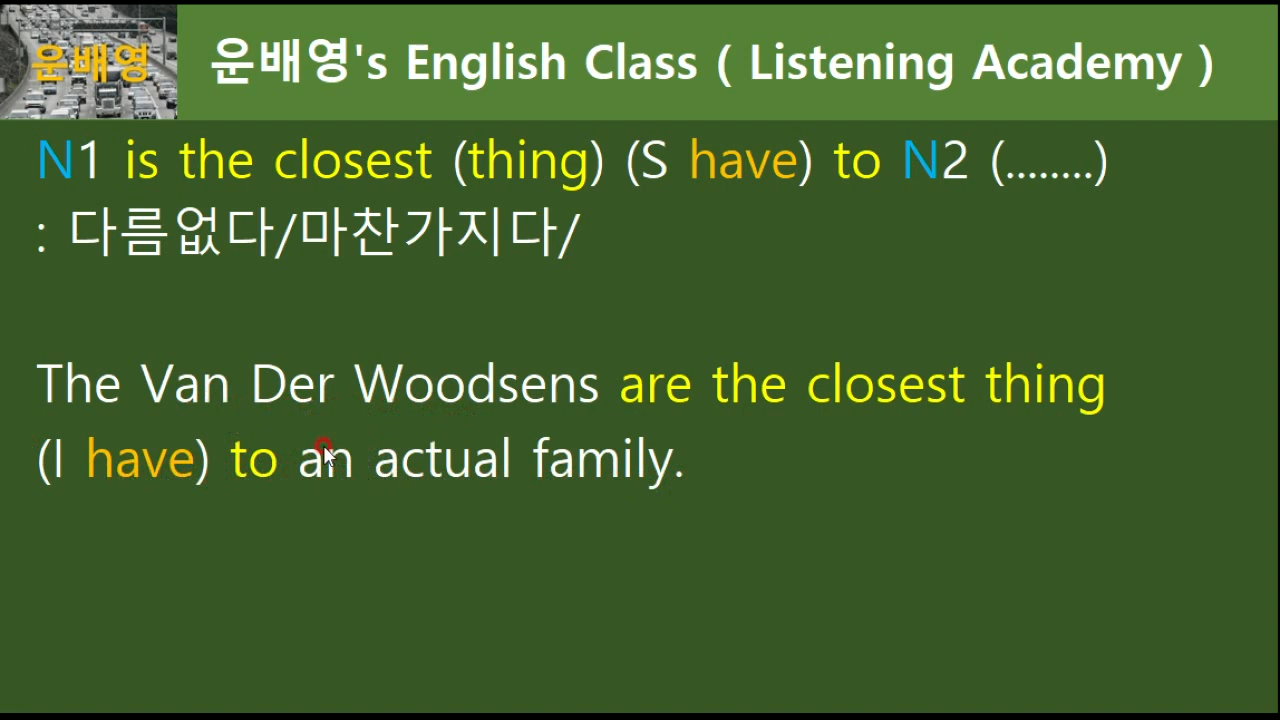 운배영
운배영's English Class ( Listening Academy )
N1 is the closest (thing) (S have) to N2 (........)
: 다름없다/마찬가지다/
The Van Der Woodsens are the closest thing
(I have) to an actual family.